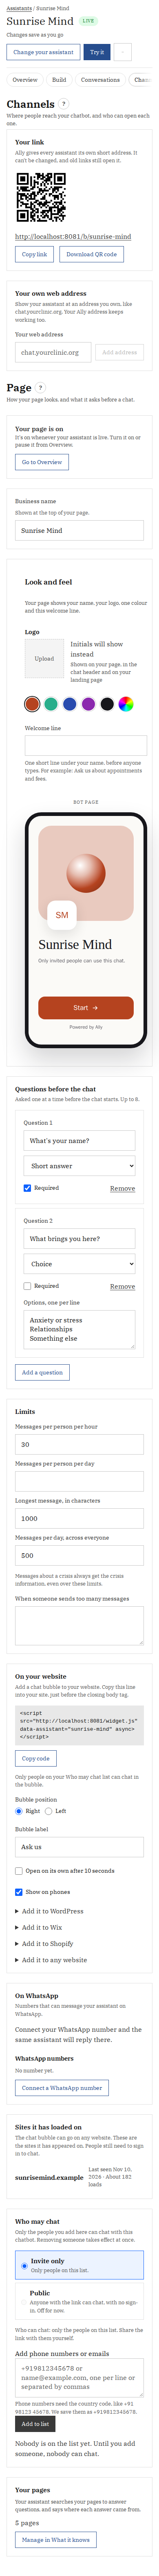 Assistants / Sunrise Mind
Sunrise Mind LIVE
Changes save as you go
Change your assistant
Try it
Overview
Build
Conversations
Channels ?
Where people reach your chatbot, and who can open each
one.
Your link
Ally gives every assistant its own short address. It
can't be changed, and old links still open it.
http://localhost:8081/b/sunrise-mind
Copy link
Download QR code
Your own web address
Show your assistant at an address you own, like
chat.yourclinic.org. Your Ally address keeps
working too.
Your web address
chat.yourclinic.org
Add address
Page ?
How your page looks, and what it asks before a chat.
Your page is on
It's on whenever your assistant is live. Turn it on or
pause it from Overview.
Go to Overview
Business name
Shown at the top of your page.
Sunrise Mind
Look and feel
Your page shows your name, your logo, one colour
and this welcome line.
Logo
Upload
Initials will show
instead
Shown on your page, in the
chat header and on your
landing page
Welcome line
One short line under your name, before anyone
types. For example: Ask us about appointments
and fees.
BOT PAGE
SM
Sunrise Mind
Only invited people can use this chat.
Start →
Powered by Ally
Questions before the chat
Asked one at a time before the chat starts. Up to 6.
Question 1
What's your name?
Short answer
Required
Remove
Question 2
What brings you here?
Choice
Required
Remove
Options, one per line
Anxiety or stress
Relationships
Something else
Add a question
Limits
Messages per person per hour
30
Messages per person per day
Longest message, in characters
1000
Messages per day, across everyone
500
Messages about a crisis always get the crisis
information, even over these limits.
When someone sends too many messages
On your website
Add a chat bubble to your website. Copy this line
into your site, just before the closing body tag.
<script
src="http://localhost:8081/widget.js"
data-assistant="sunrise-mind" async>
</script>
Copy code
Only people on your Who may chat list can chat in
the bubble.
Bubble position
Right
Left
Bubble label
Ask us
Open on its own after 10 seconds
Show on phones
Add it to WordPress
Add it to Wix
Add it to Shopify
Add it to any website
On WhatsApp
Numbers that can message your assistant on
WhatsApp.
Connect your WhatsApp number and the
same assistant will reply there.
WhatsApp numbers
No number yet.
Connect a WhatsApp number
Sites it has loaded on
The chat bubble can go on any website. These are
the sites it has appeared on. People still need to sign
in to chat.
sunrisemind.example
Last seen Nov 10,
2026 · About 182
loads
Who may chat
Only the people you add here can chat with this
chatbot. Removing someone takes effect at once.
Invite only
Only people on this list.
Public
Anyone with the link can chat, with no sign-
in. Off for now.
Who can chat: only the people on this list. Share the
link with them yourself.
Add phone numbers or emails
+919812345678 or
name@example.com, one per line or
separated by commas
Phone numbers need the country code, like +91
98123 45678. We save them as +919812345678.
Add to list
Nobody is on the list yet. Until you add
someone, nobody can chat.
Your pages
Your assistant searches your pages to answer
questions, and says where each answer came from.
5 pages
Manage in What it knows